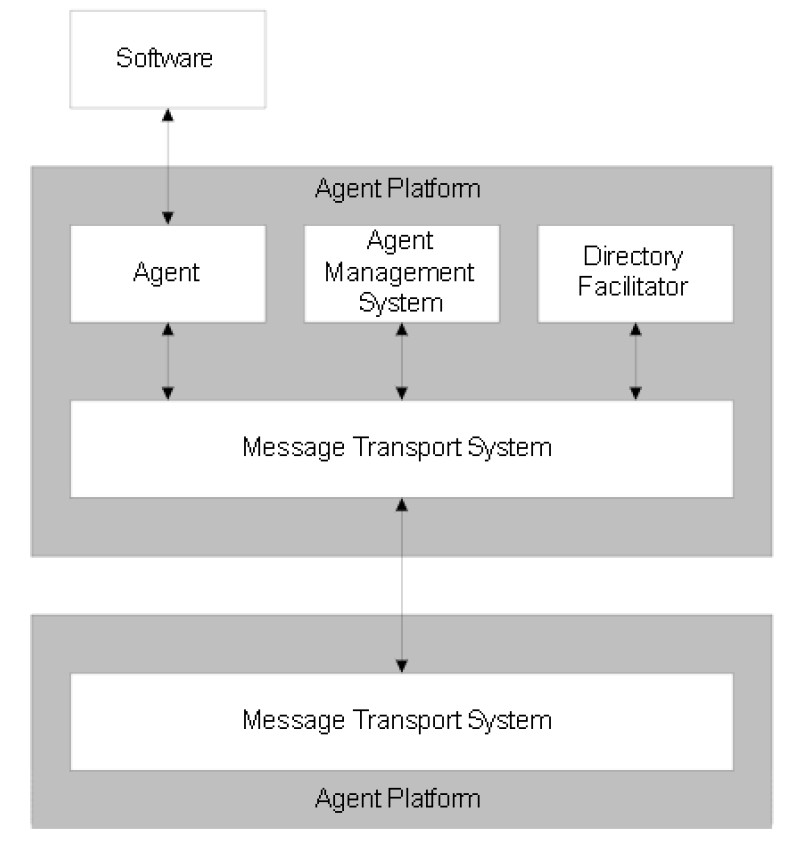 Software
Agent Platform
Agent
Agent
Management
System
Directory
Facilitator
Message Transport System
Message Transport System
Agent Platform